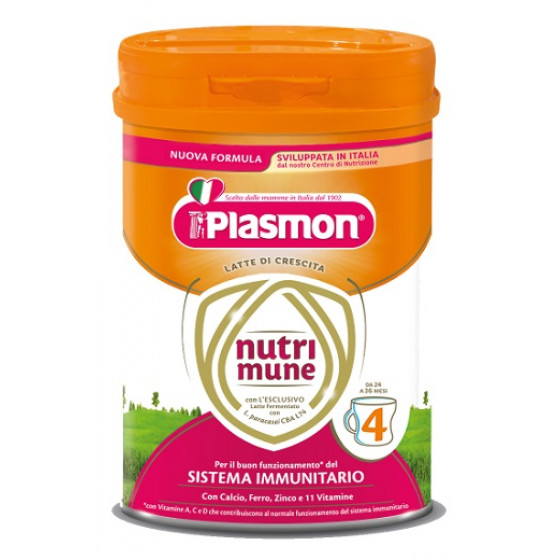 NUOVA FORMULA
SVILUPPATA IN ITALIA
dal nostro Centro di Nutrizione
Scelto dalle mamme in Italia dal 1902
Plasmon®
LATTE DI CRESCITA
nutri
mune
con L'ESCLUSIVO
Latte Fermentato
con
L. paracasei CBA L74
DA 24
A 36 MESI
4
Per il buon funzionamento* del
SISTEMA IMMUNITARIO
Con Calcio, Ferro, Zinco e 11 Vitamine
*con Vitamine A, C e D che contribuiscono al normale funzionamento del sistema immunitario